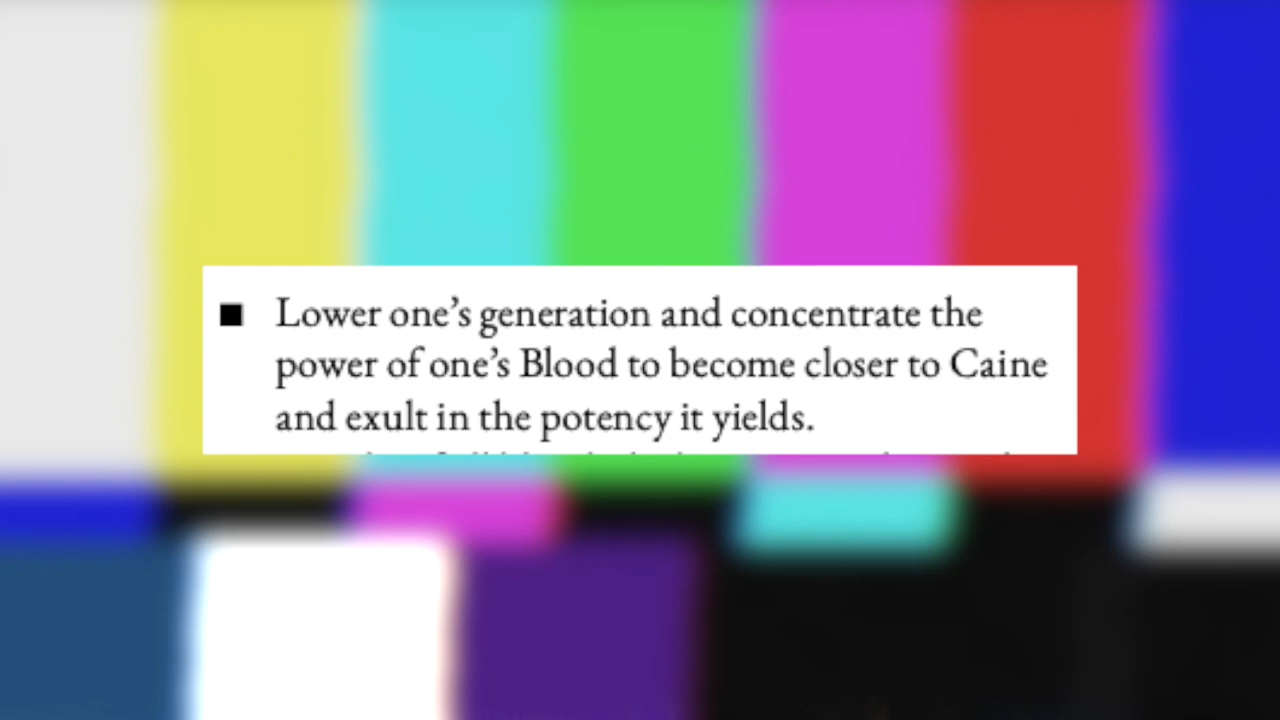 ■ Lower one's generation and concentrate the
power of one's Blood to become closer to Caine
and exult in the potency it yields.